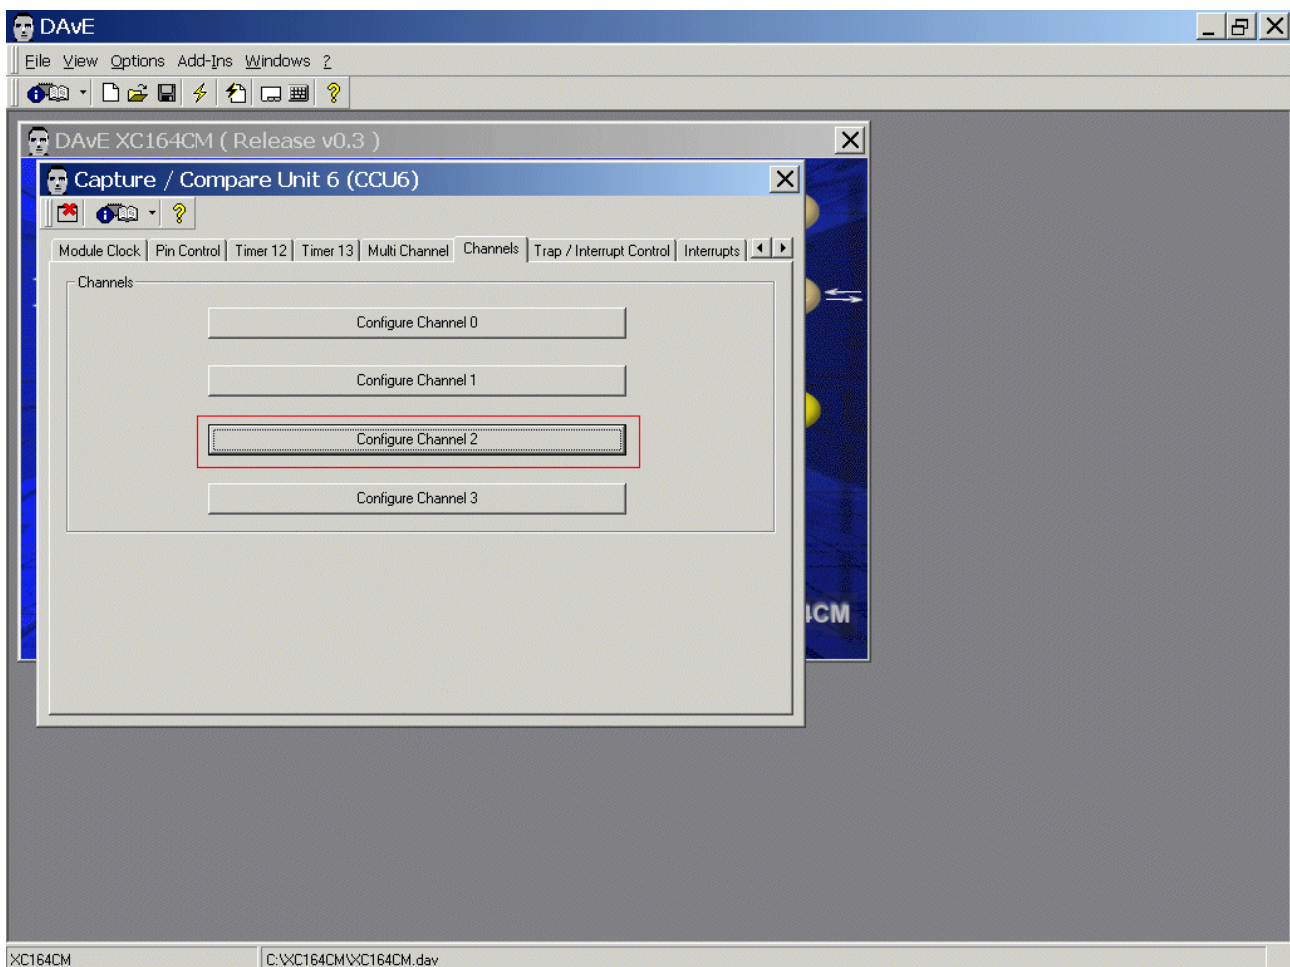 DAvE
File View Options Add-Ins Windows ?
DAvE XC164CM ( Release v0.3 )
Capture / Compare Unit 6 (CCU6)
Module Clock Pin Control Timer 12 Timer 13 Multi Channel Channels Trap / Interrupt Control Interrupts
Channels
Configure Channel 0
Configure Channel 1
Configure Channel 2
Configure Channel 3
CM
XC164CM C:\XC164CM\XC164CM.dav